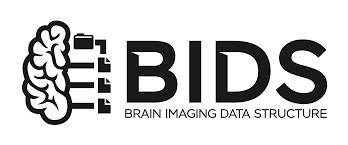 BIDS
BRAIN IMAGING DATA STRUCTURE